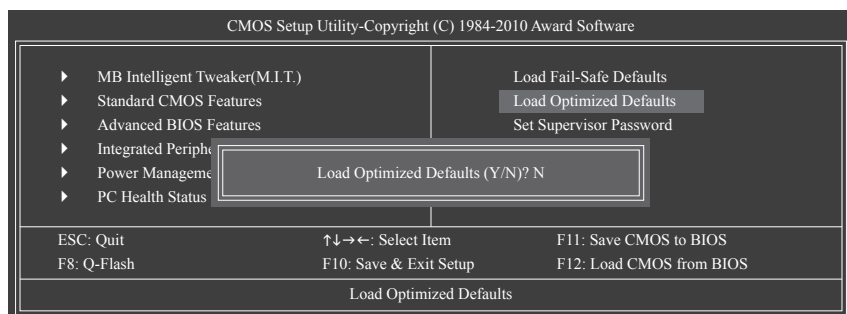 CMOS Setup Utility-Copyright (C) 1984-2010 Award Software
MB Intelligent Tweaker(M.I.T.)
Standard CMOS Features
Advanced BIOS Features
Integrated Periphe
Power Manageme
PC Health Status
Load Fail-Safe Defaults
Load Optimized Defaults
Set Supervisor Password
Load Optimized Defaults (Y/N)? N
ESC: Quit ↑↓→←: Select Item F11: Save CMOS to BIOS
F8: Q-Flash F10: Save & Exit Setup F12: Load CMOS from BIOS
Load Optimized Defaults